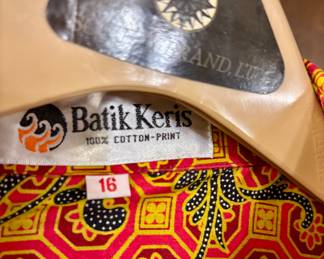 Batik Keris
100% COTTON-PRINT
16